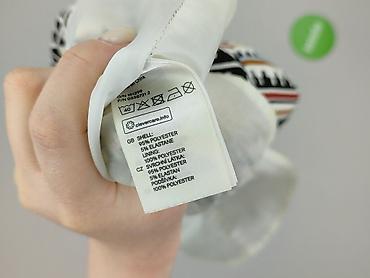 40
clevercare.info
GB SHELL:
95% POLYESTER
5% ELASTANE
LINING:
100% POLYESTER
CZ SVRCHNÍ LÁTKA:
95% POLYESTER
5% ELASTAN
PODŠÍVKA:
100% POLYESTER